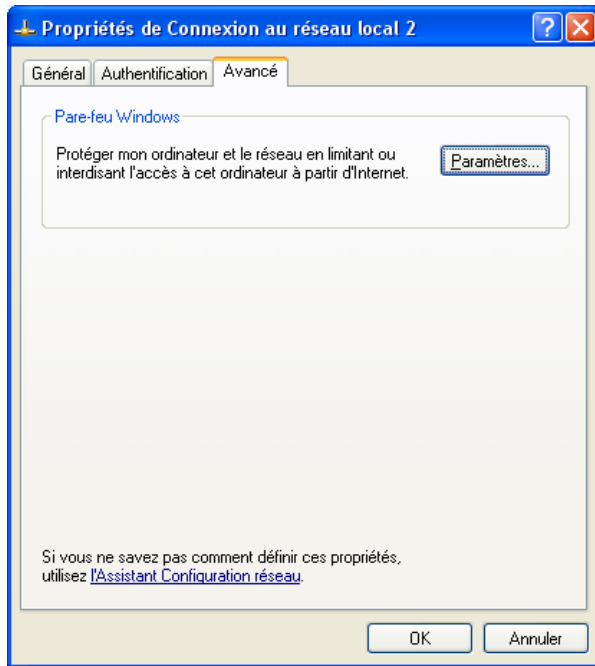 Propriétés de Connexion au réseau local 2
Général Authentification Avancé
Pare-feu Windows
Protéger mon ordinateur et le réseau en limitant ou
interdisant l'accès à cet ordinateur à partir d'Internet.
Paramètres...
Si vous ne savez pas comment définir ces propriétés,
utilisez l'Assistant Configuration réseau.
OK Annuler